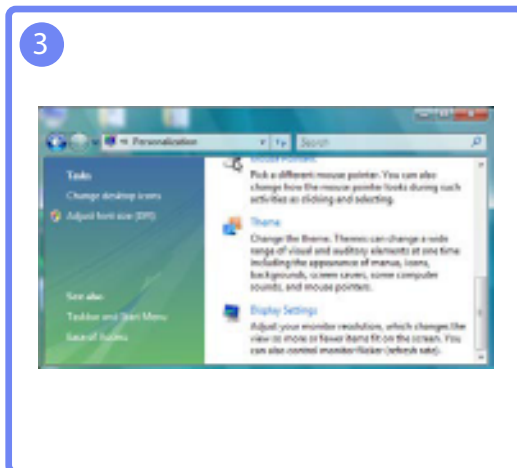 3
Personalization
Search
Tasks
Change desktop icons
Adjust font size (DPI)
See also
Taskbar and Start Menu
Ease of Access
Mouse Pointers
Pick a different mouse pointer. You can also
change how the mouse pointer looks during such
activities as clicking and selecting.
Theme
Change the theme. Themes can change a wide
range of visual and auditory elements at one time
including the appearance of menus, icons,
backgrounds, screen savers, some computer
sounds, and mouse pointers.
Display Settings
Adjust your monitor resolution, which changes the
view so more or fewer items fit on the screen. You
can also control monitor flicker (refresh rate).